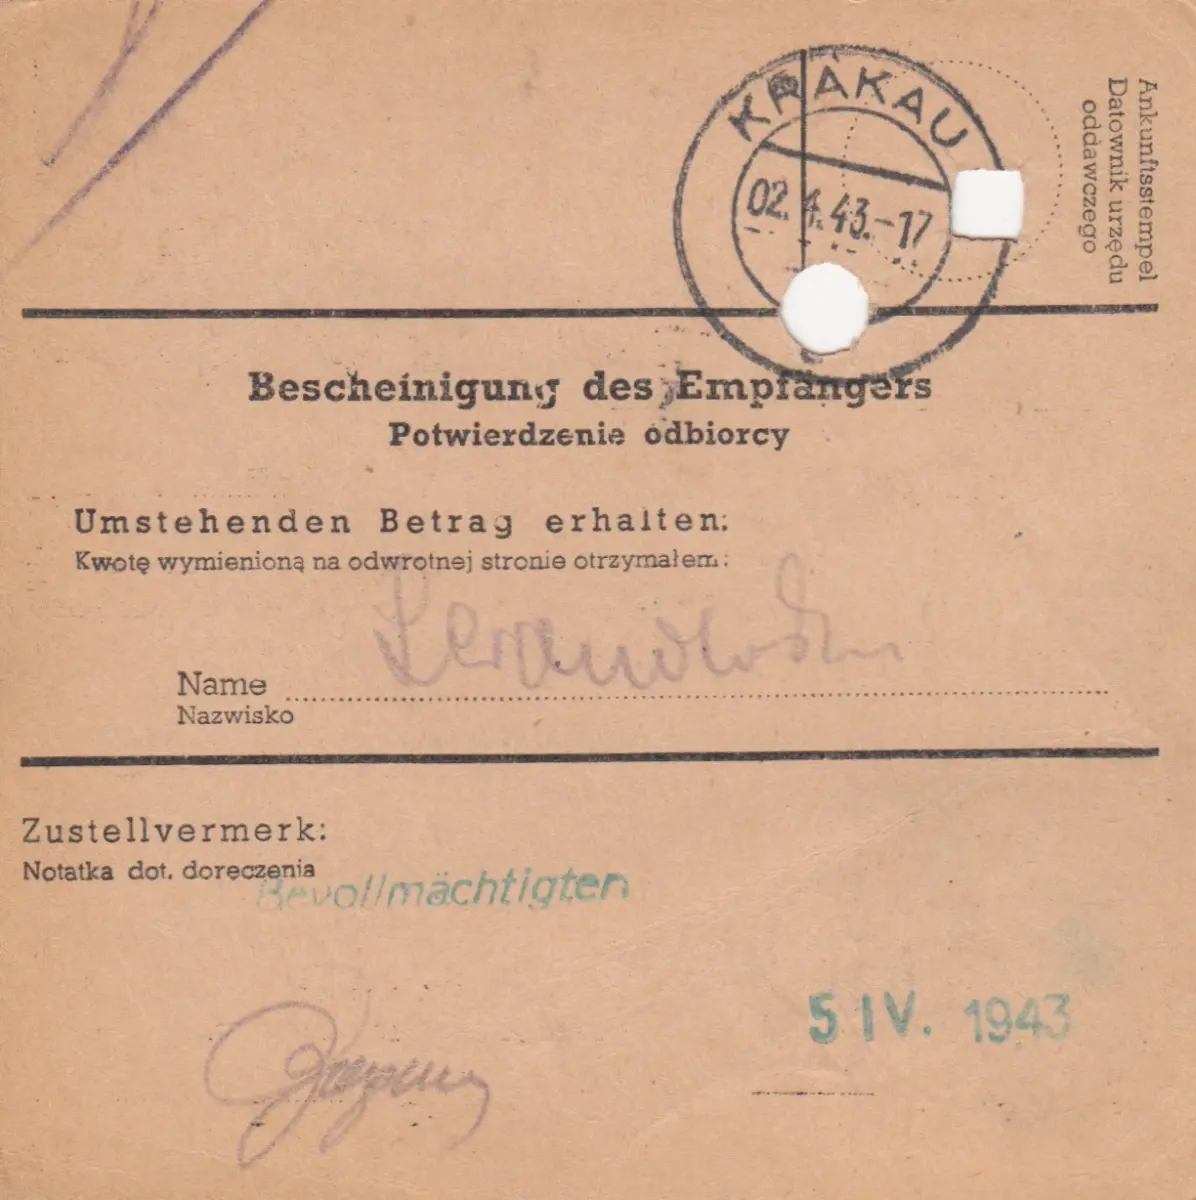 KRAKAU
02.4.43.-17
Ankunftsstempel
Datownik urzędu
oddawczego
Bescheinigung des Empfängers
Potwierdzenie odbiorcy
Umstehenden Betrag erhalten:
Kwotę wymienioną na odwrotnej stronie otrzymałem:
Name
Nazwisko
Zustellvermerk:
Notatka dot. doręczenia
Bevollmächtigten
5 IV. 1943